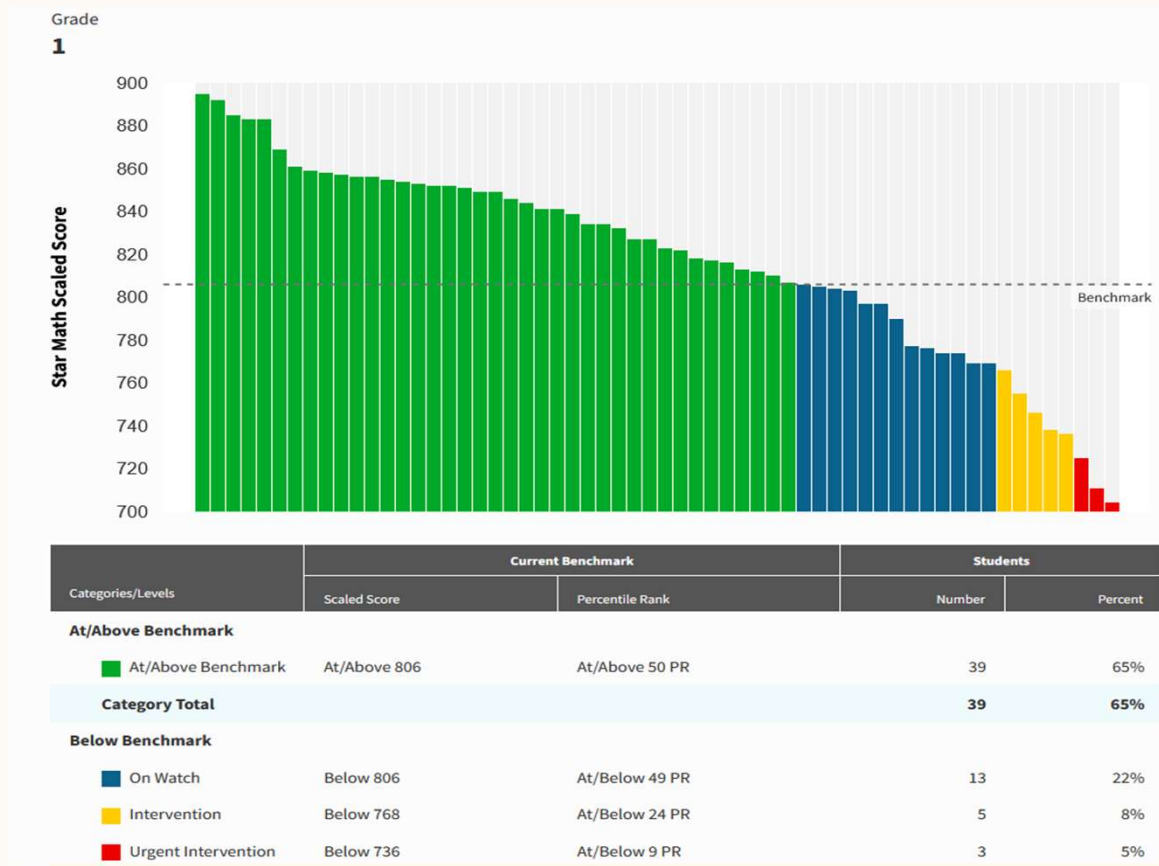 Grade
1
900
880
860
840
820
800
780
760
740
720
700
Star Math Scaled Score
Benchmark
Current Benchmark Students
Categories/Levels Scaled Score Percentile Rank Number Percent
At/Above Benchmark
At/Above Benchmark At/Above 806 At/Above 50 PR 39 65%
Category Total 39 65%
Below Benchmark
On Watch Below 806 At/Below 49 PR 13 22%
Intervention Below 768 At/Below 24 PR 5 8%
Urgent Intervention Below 736 At/Below 9 PR 3 5%